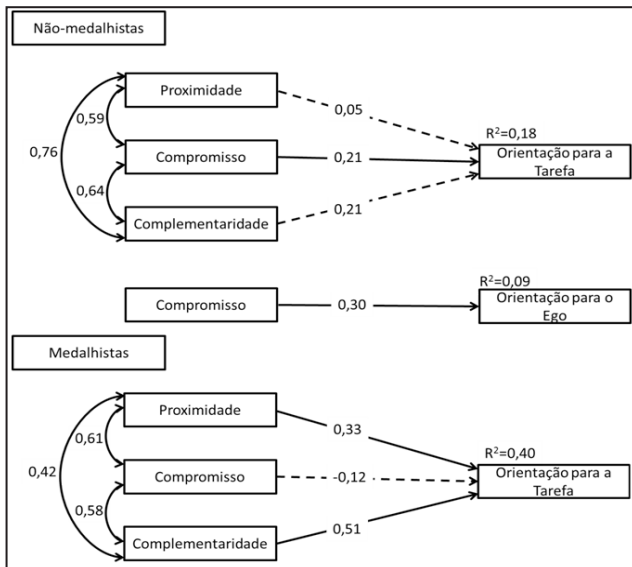 Não-medalhistas
Proximidade
0,05
0,59
R²=0,18
0,76
Compromisso
0,21
Orientação para a
Tarefa
0,64
0,21
Complementaridade
R²=0,09
Compromisso
0,30
Orientação para o
Ego
Medalhistas
Proximidade
0,33
0,61
R²=0,40
0,42
Compromisso
-0,12
Orientação para a
Tarefa
0,58
0,51
Complementaridade